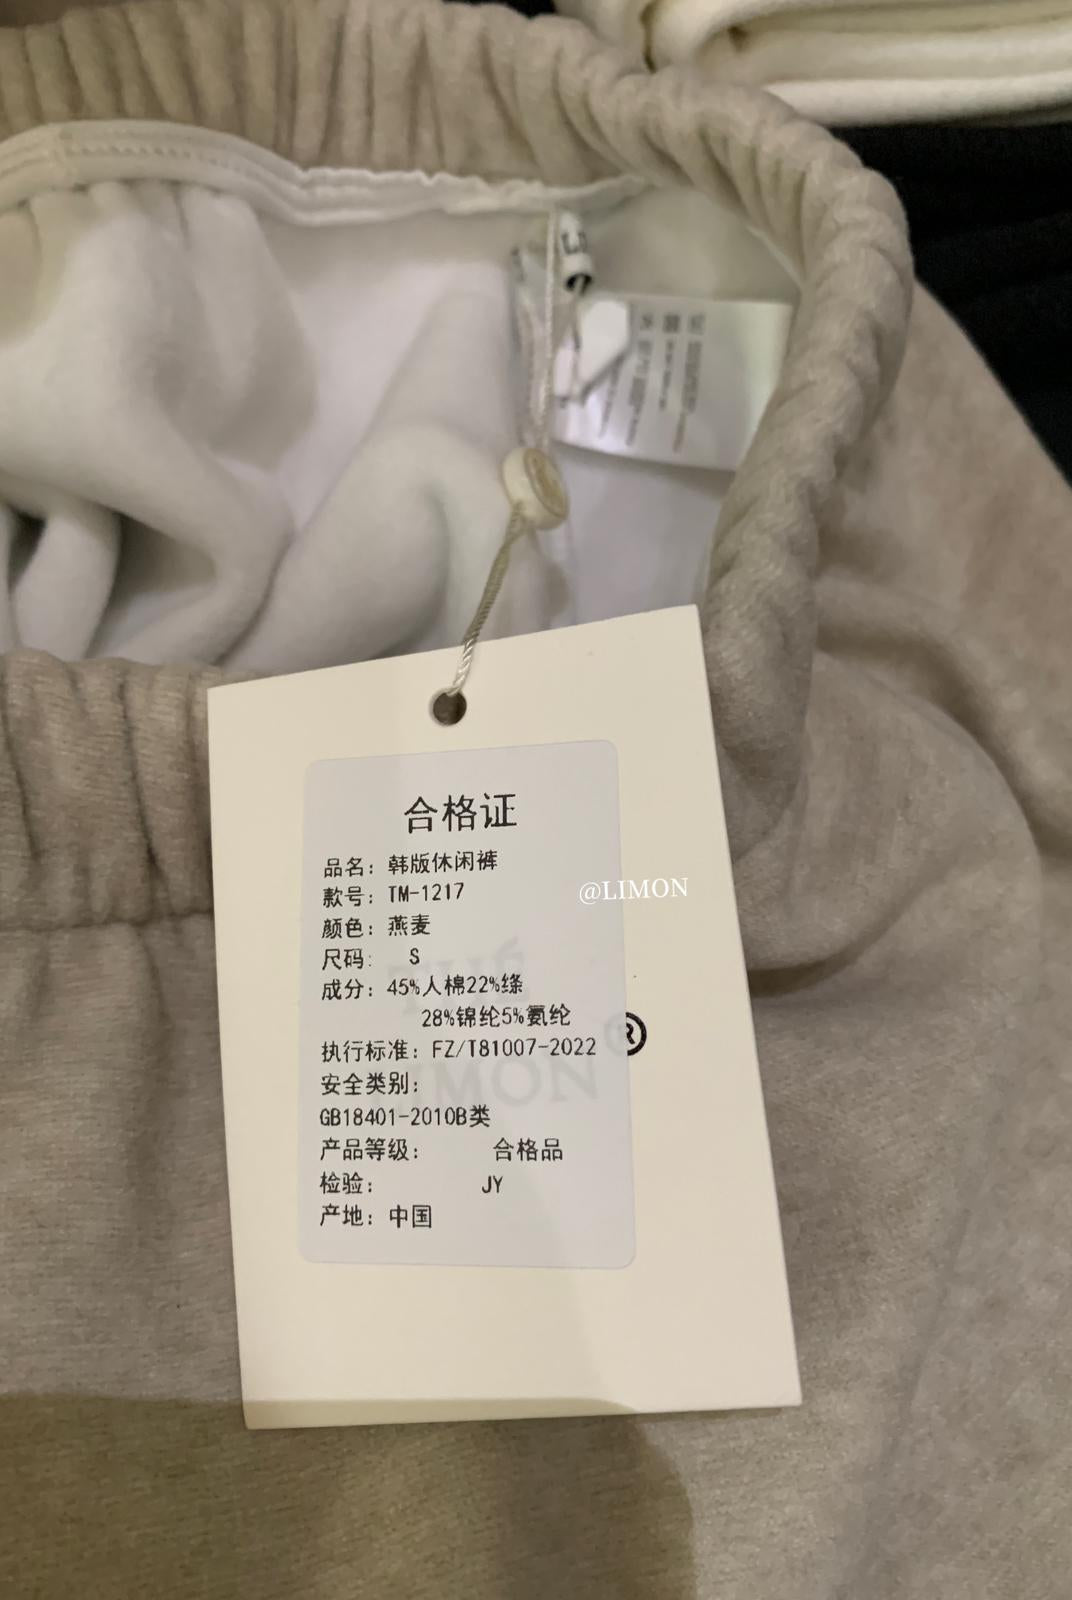 合格证
品名：韩版休闲裤
款号：TM-1217
颜色：燕麦
尺码： S
成分：45%人棉22%绦
28%锦纶5%氨纶
执行标准：FZ/T81007-2022
安全类别：
GB18401-2010B类
产品等级： 合格品
检验： JY
产地：中国
@LIMON
®